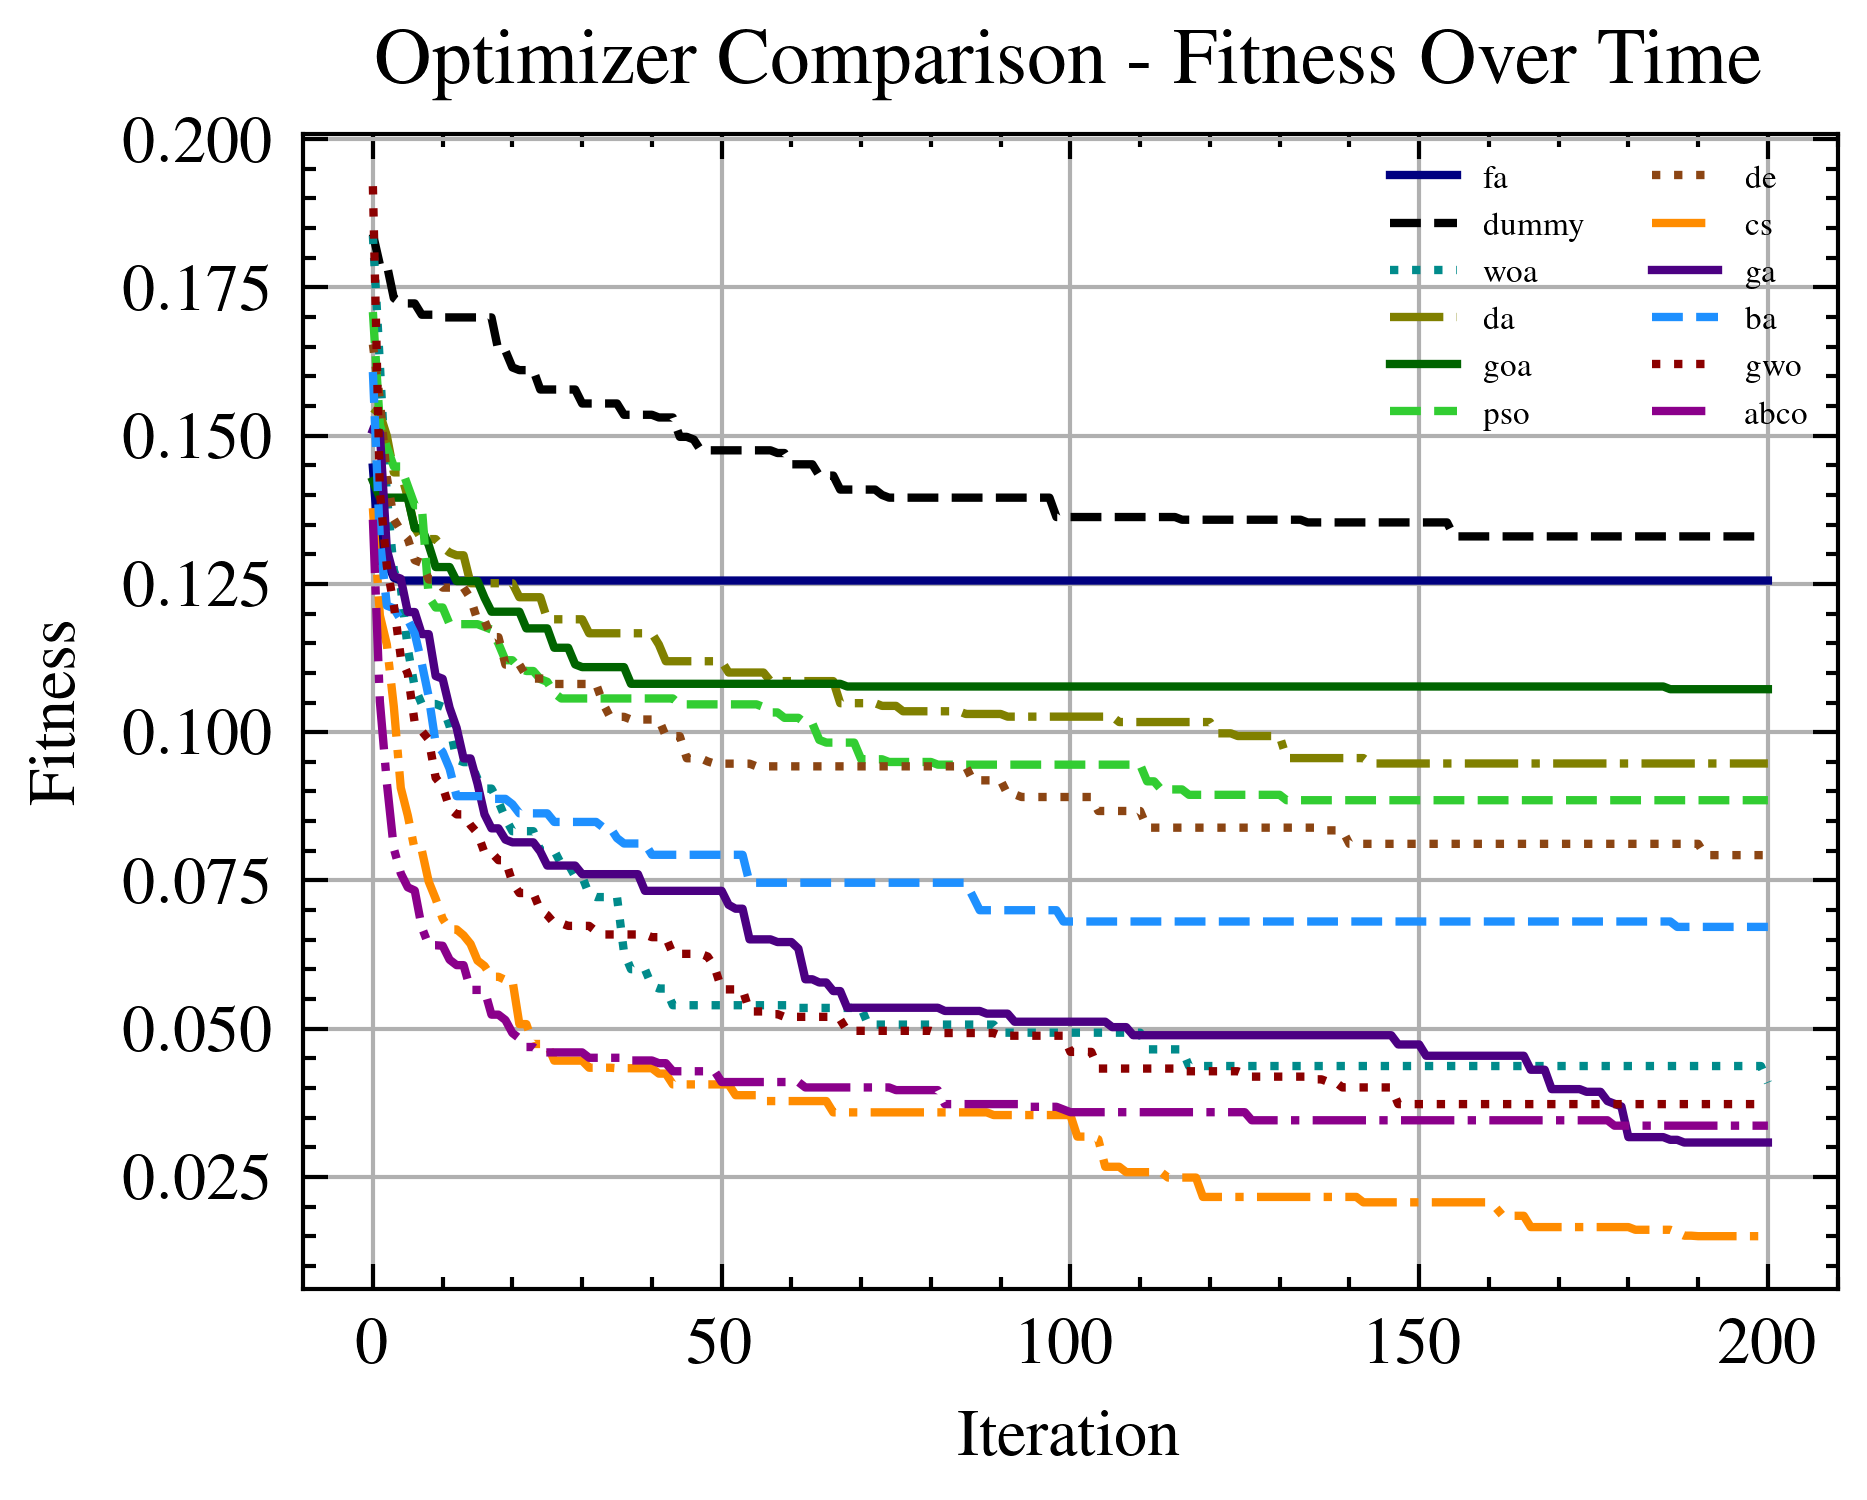 Optimizer Comparison - Fitness Over Time
0.200
0.175
0.150
0.125
0.100
0.075
0.050
0.025
Fitness
fa
dummy
woa
da
goa
pso
de
cs
ga
ba
gwo
abco
0 50 100 150 200
Iteration